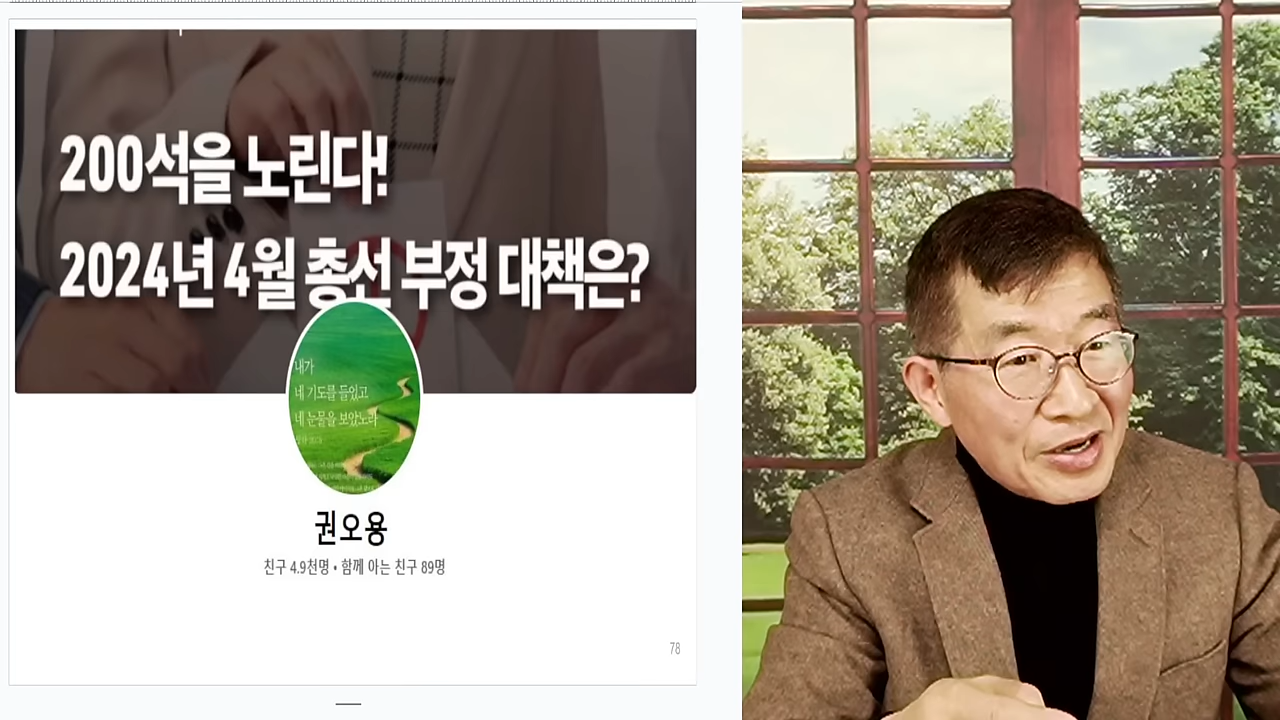 200석을 노린다!
2024년 4월 총선 부정 대책은?
내가
네 기도를 들었고
네 눈물을 보았노라
권오용
친구 4.9천명 • 함께 아는 친구 89명
78